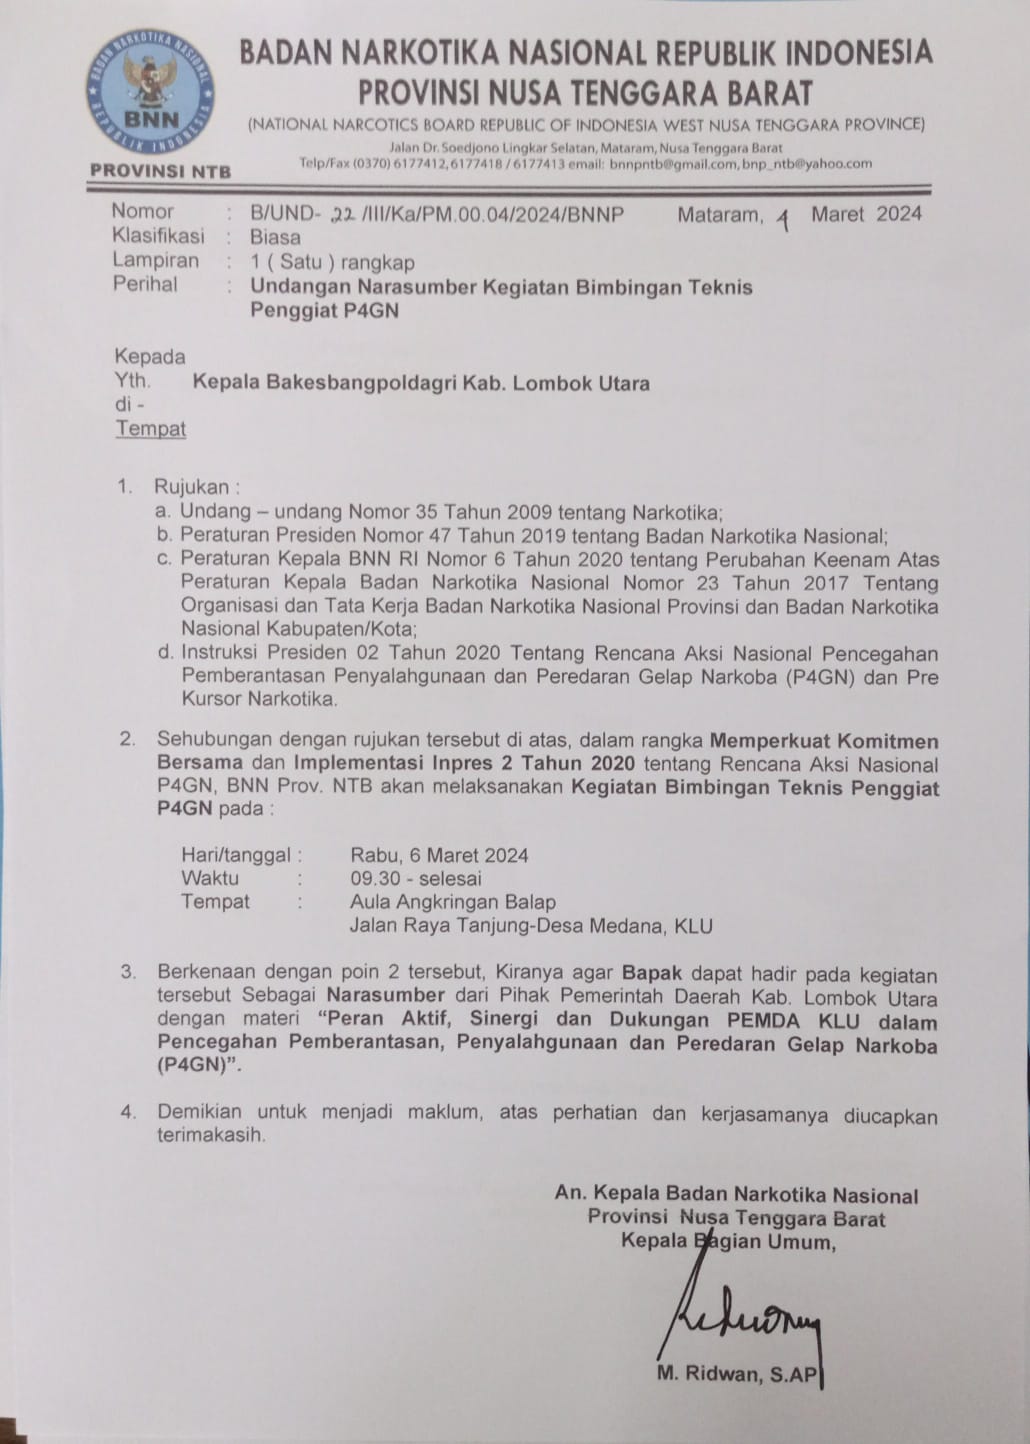 BADAN NARKOTIKA NASIONAL
BNN
REPUBLIK INDONESIA
PROVINSI NTB
BADAN NARKOTIKA NASIONAL REPUBLIK INDONESIA
PROVINSI NUSA TENGGARA BARAT
(NATIONAL NARCOTICS BOARD REPUBLIC OF INDONESIA WEST NUSA TENGGARA PROVINCE)
Jalan Dr. Soedjono Lingkar Selatan, Mataram, Nusa Tenggara Barat
Telp/Fax (0370) 6177412, 6177418 / 6177413 email: bnnpntb@gmail.com, bnp_ntb@yahoo.com
Nomor : B/UND- 22 /III/Ka/PM.00.04/2024/BNNP Mataram, 1 Maret 2024
Klasifikasi : Biasa
Lampiran : 1 ( Satu ) rangkap
Perihal : Undangan Narasumber Kegiatan Bimbingan Teknis
Penggiat P4GN
Kepada
Yth. Kepala Bakesbangpoldagri Kab. Lombok Utara
di -
Tempat
1. Rujukan :
a. Undang – undang Nomor 35 Tahun 2009 tentang Narkotika;
b. Peraturan Presiden Nomor 47 Tahun 2019 tentang Badan Narkotika Nasional;
c. Peraturan Kepala BNN RI Nomor 6 Tahun 2020 tentang Perubahan Keenam Atas
Peraturan Kepala Badan Narkotika Nasional Nomor 23 Tahun 2017 Tentang
Organisasi dan Tata Kerja Badan Narkotika Nasional Provinsi dan Badan Narkotika
Nasional Kabupaten/Kota;
d. Instruksi Presiden 02 Tahun 2020 Tentang Rencana Aksi Nasional Pencegahan
Pemberantasan Penyalahgunaan dan Peredaran Gelap Narkoba (P4GN) dan Pre
Kursor Narkotika.
2. Sehubungan dengan rujukan tersebut di atas, dalam rangka Memperkuat Komitmen
Bersama dan Implementasi Inpres 2 Tahun 2020 tentang Rencana Aksi Nasional
P4GN, BNN Prov. NTB akan melaksanakan Kegiatan Bimbingan Teknis Penggiat
P4GN pada :
Hari/tanggal : Rabu, 6 Maret 2024
Waktu : 09.30 - selesai
Tempat : Aula Angkringan Balap
Jalan Raya Tanjung-Desa Medana, KLU
3. Berkenaan dengan poin 2 tersebut, Kiranya agar Bapak dapat hadir pada kegiatan
tersebut Sebagai Narasumber dari Pihak Pemerintah Daerah Kab. Lombok Utara
dengan materi “Peran Aktif, Sinergi dan Dukungan PEMDA KLU dalam
Pencegahan Pemberantasan, Penyalahgunaan dan Peredaran Gelap Narkoba
(P4GN)”.
4. Demikian untuk menjadi maklum, atas perhatian dan kerjasamanya diucapkan
terimakasih.
An. Kepala Badan Narkotika Nasional
Provinsi Nusa Tenggara Barat
Kepala Bagian Umum,
M. Ridwan, S.AP